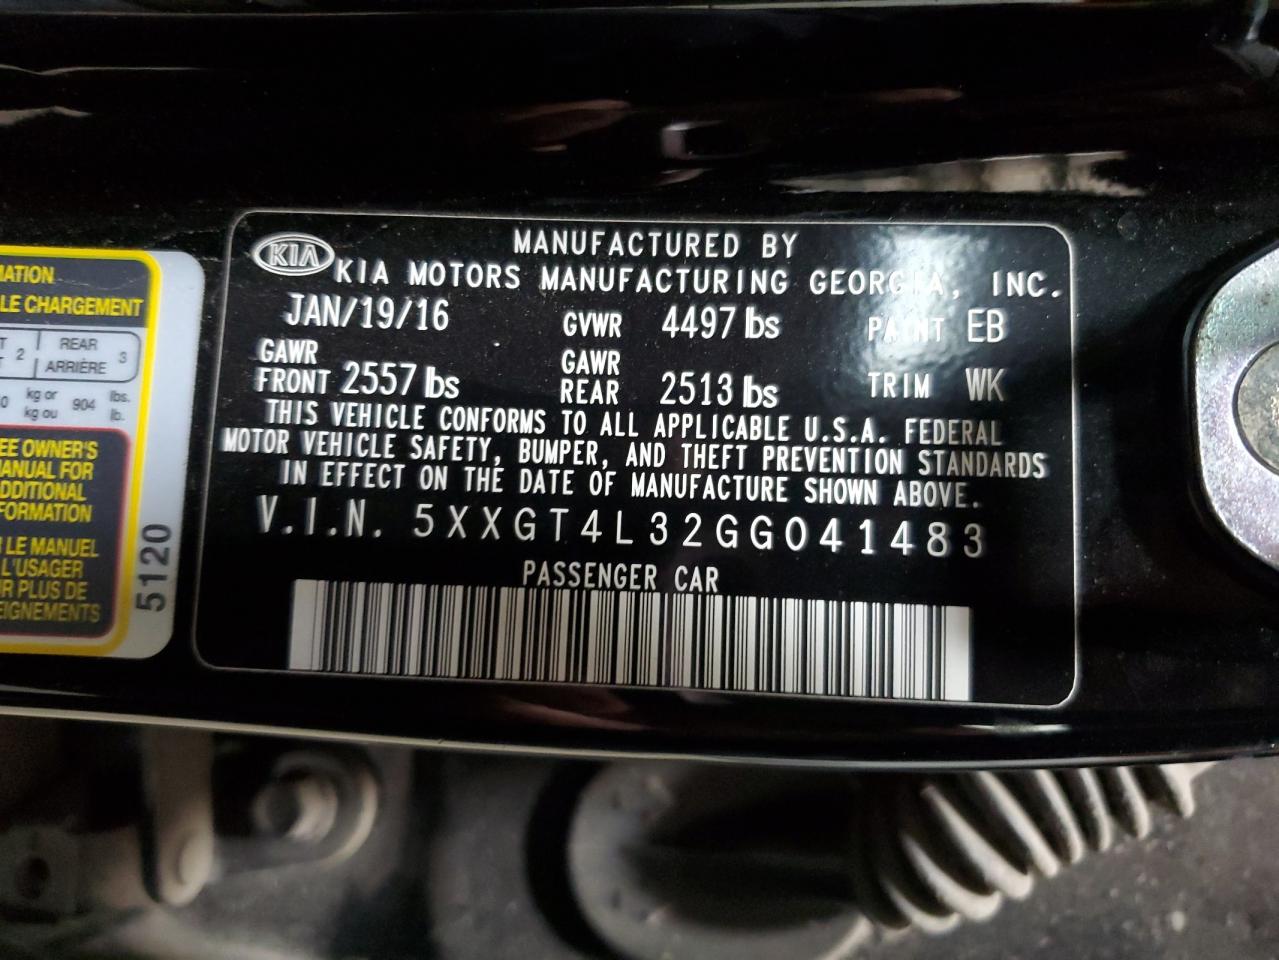 MATION
LE CHARGEMENT
2 | REAR 3
ARRIÈRE
kg or 904 lbs.
kg ou lb.
EE OWNER'S
MANUAL FOR
ADDITIONAL
FORMATION
R LE MANUEL
L'USAGER
R PLUS DE
EIGNEMENTS
5120
KIA
MANUFACTURED BY
KIA MOTORS MANUFACTURING GEORGIA, INC.
JAN/19/16 GVWR 4497 lbs PAINT EB
GAWR FRONT 2557 lbs GAWR REAR 2513 lbs TRIM WK
THIS VEHICLE CONFORMS TO ALL APPLICABLE U.S.A. FEDERAL
MOTOR VEHICLE SAFETY, BUMPER, AND THEFT PREVENTION STANDARDS
IN EFFECT ON THE DATE OF MANUFACTURE SHOWN ABOVE.
V.I.N. 5XXGT4L32GG041483
PASSENGER CAR